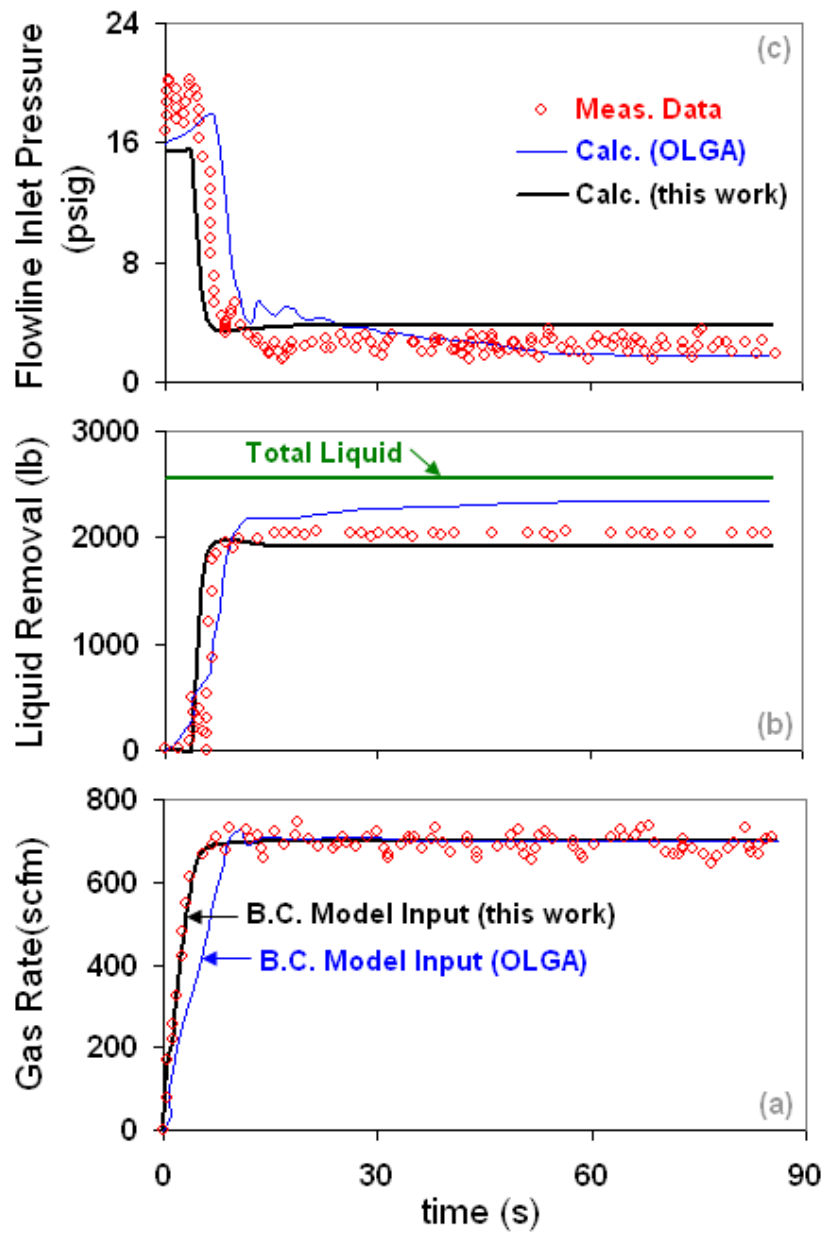 24
(c)
Meas. Data
Calc. (OLGA)
Calc. (this work)
16
8
0
Flowline Inlet Pressure
(psig)
3000
Total Liquid
2000
1000
0
(b)
Liquid Removal (lb)
800
600
B.C. Model Input (this work)
B.C. Model Input (OLGA)
400
200
0
(a)
Gas Rate(scfm)
0
30
60
90
time (s)